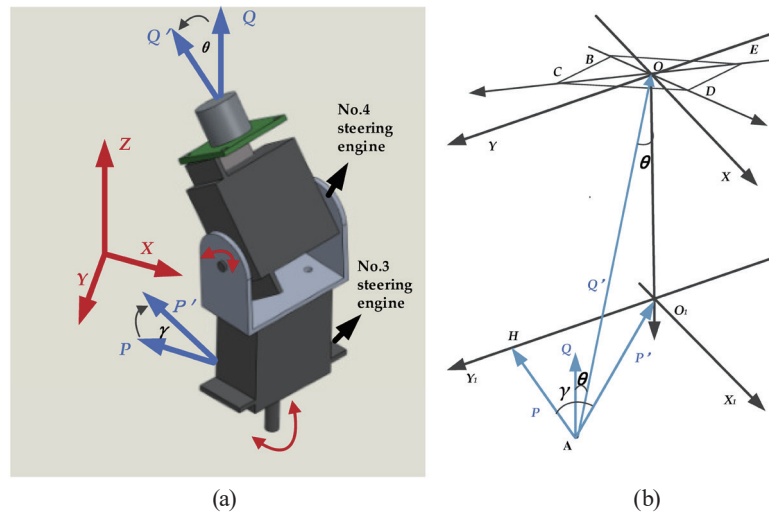 Q' Q
θ
No.4
steering
engine
Z
X
Y
No.3
steering
engine
P'
γ
P
(a)
B O E
C D
Y
X
θ
Q'
O₁
H
Q
P'
Y₁
θ
γ
P
X₁
A
(b)